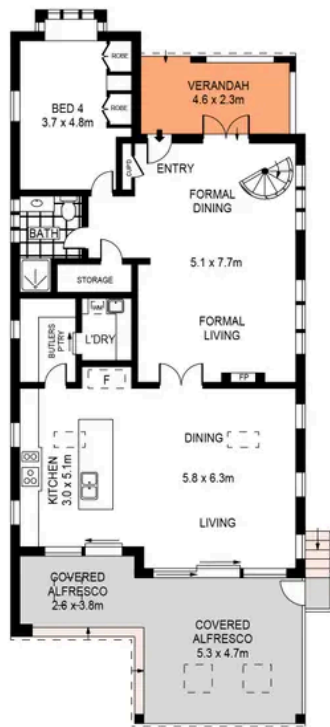 ROBE
BED 4
3.7 x 4.8m
ROBE
VERANDAH
4.6 x 2.3m
CUP'D
ENTRY
FORMAL
DINING
BATH
5.1 x 7.7m
STORAGE
FORMAL
LIVING
BUTLERS
PTRY
WM
L'DRY
F
FP
KITCHEN
3.0 x 5.1m
DINING
5.8 x 6.3m
LIVING
COVERED
ALFRESCO
2.6 x 3.8m
COVERED
ALFRESCO
5.3 x 4.7m